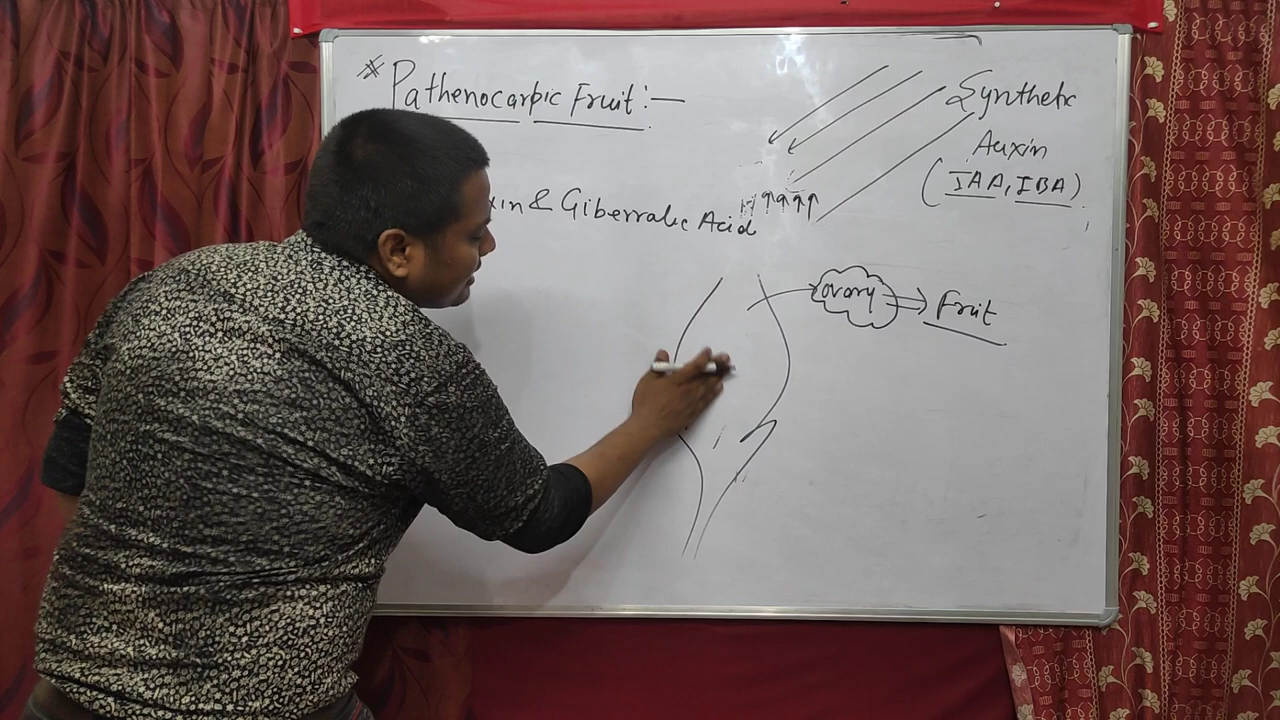 * Pathenocarpic Fruit :—
Synthetic
Auxin
(IAA, IBA)
xin & Giberralic Acid
ovary ⇒ Fruit